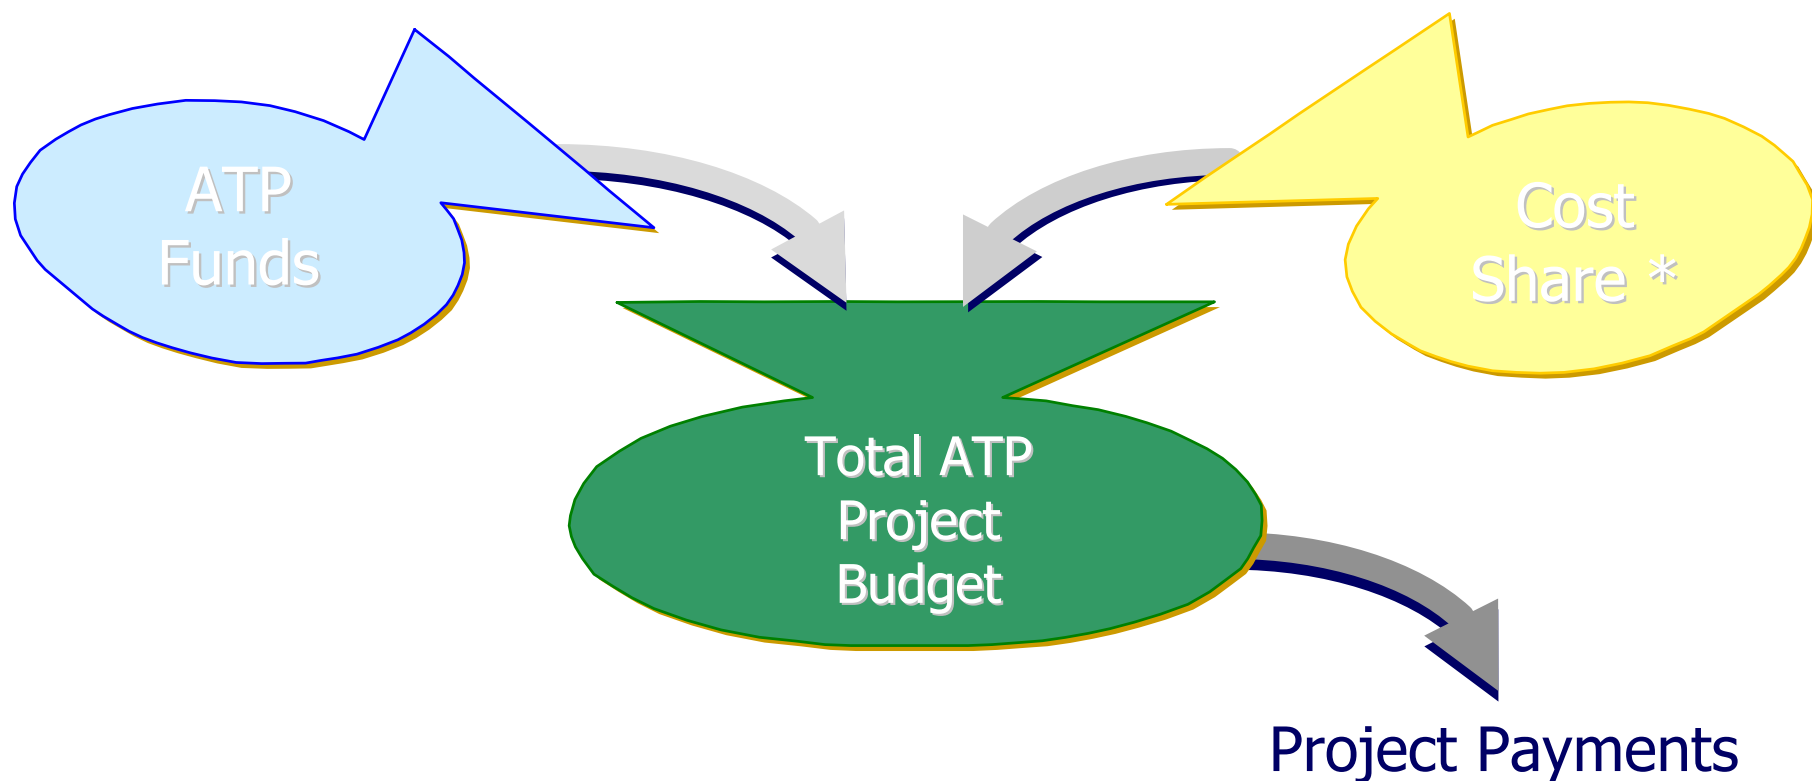 ATP
Funds
Cost
Share *
Total ATP
Project
Budget
Project Payments